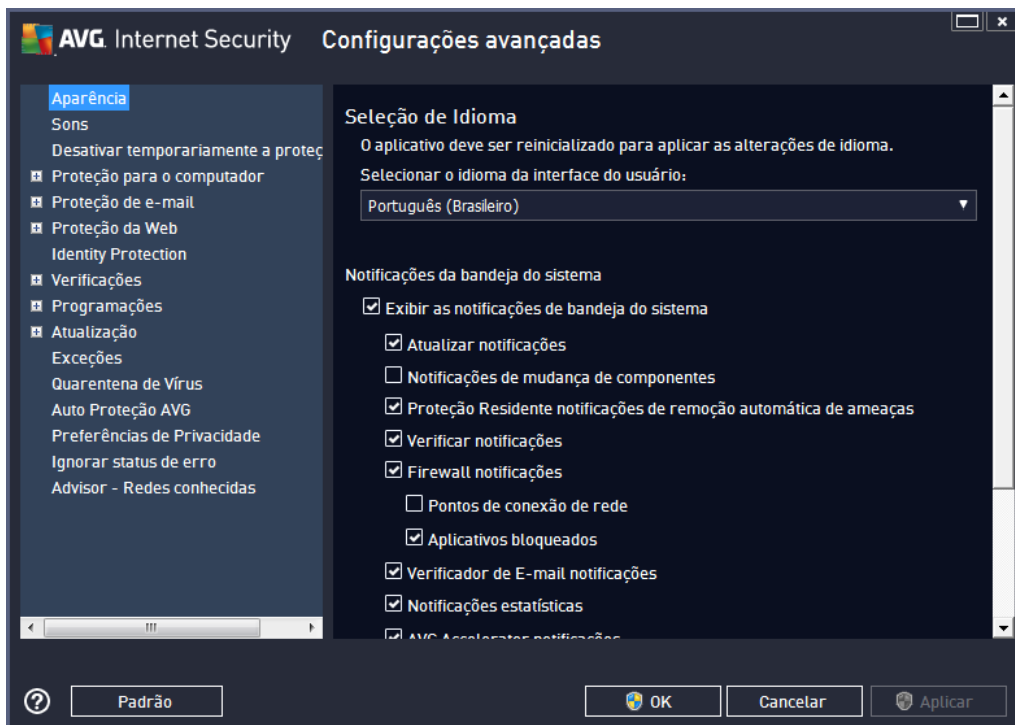 AVG. Internet Security Configurações avançadas
Aparência
Sons
Desativar temporariamente a proteç
Proteção para o computador
Proteção de e-mail
Proteção da Web
Identity Protection
Verificações
Programações
Atualização
Exceções
Quarentena de Vírus
Auto Proteção AVG
Preferências de Privacidade
Ignorar status de erro
Advisor - Redes conhecidas
Seleção de Idioma
O aplicativo deve ser reinicializado para aplicar as alterações de idioma.
Selecionar o idioma da interface do usuário:
Português (Brasileiro)
Notificações da bandeja do sistema
Exibir as notificações de bandeja do sistema
Atualizar notificações
Notificações de mudança de componentes
Proteção Residente notificações de remoção automática de ameaças
Verificar notificações
Firewall notificações
Pontos de conexão de rede
Aplicativos bloqueados
Verificador de E-mail notificações
Notificações estatísticas
AVG Accelerator notificações
Padrão
OK
Cancelar
Aplicar